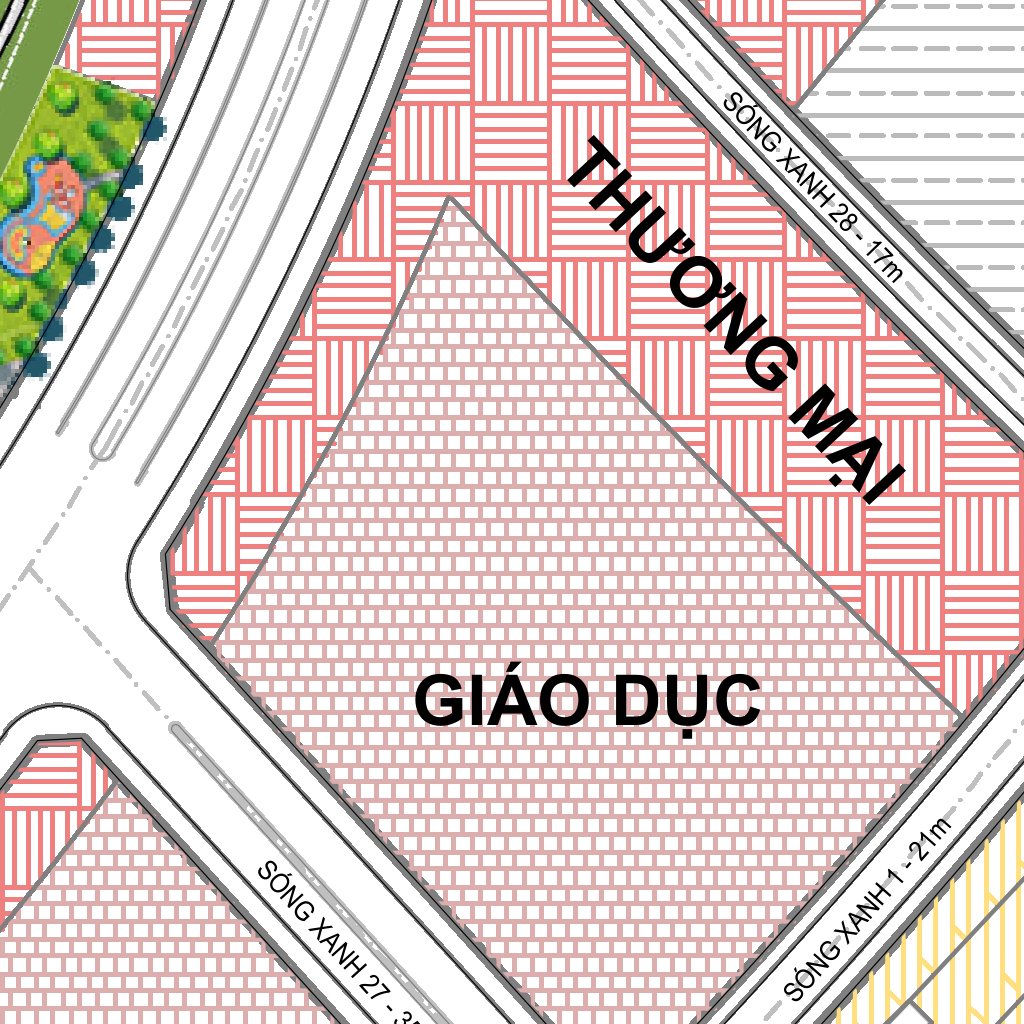 SÓNG XANH 28 - 17m
THƯƠNG MẠI
GIÁO DỤC
SÓNG XANH 1 - 21m
SÓNG XANH 27 -